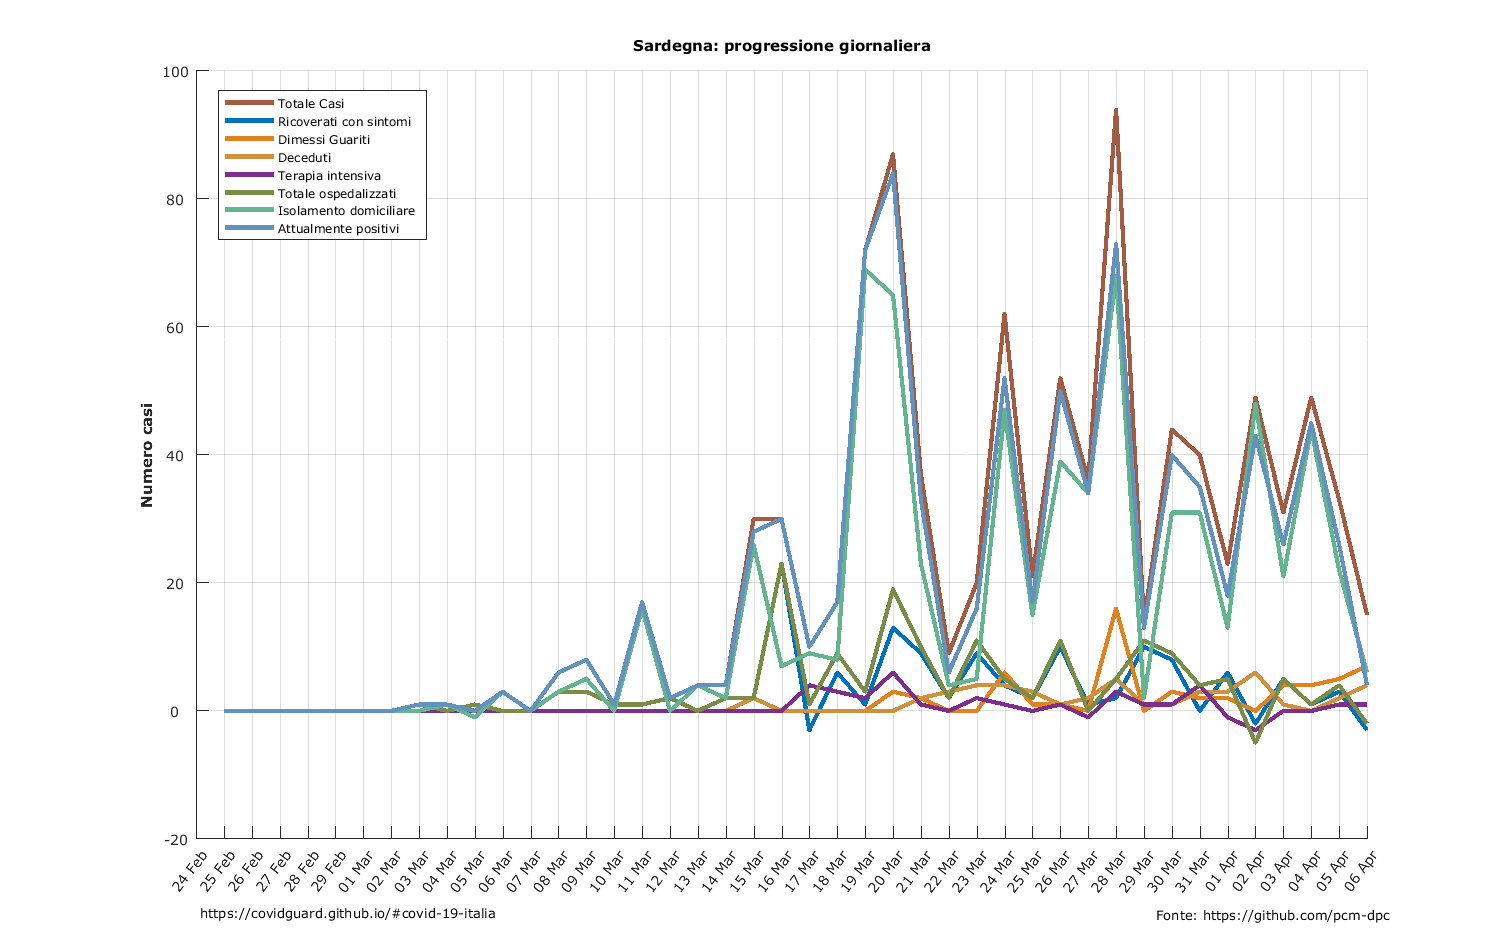 Sardegna: progressione giornaliera
100
80
60
40
20
0
-20
Numero casi
Totale Casi
Ricoverati con sintomi
Dimessi Guariti
Deceduti
Terapia intensiva
Totale ospedalizzati
Isolamento domiciliare
Attualmente positivi
24 Feb
25 Feb
26 Feb
27 Feb
28 Feb
29 Feb
01 Mar
02 Mar
03 Mar
04 Mar
05 Mar
06 Mar
07 Mar
08 Mar
09 Mar
10 Mar
11 Mar
12 Mar
13 Mar
14 Mar
15 Mar
16 Mar
17 Mar
18 Mar
19 Mar
20 Mar
21 Mar
22 Mar
23 Mar
24 Mar
25 Mar
26 Mar
27 Mar
28 Mar
29 Mar
30 Mar
31 Mar
01 Apr
02 Apr
03 Apr
04 Apr
05 Apr
06 Apr
https://covidguard.github.io/#covid-19-italia
Fonte: https://github.com/pcm-dpc